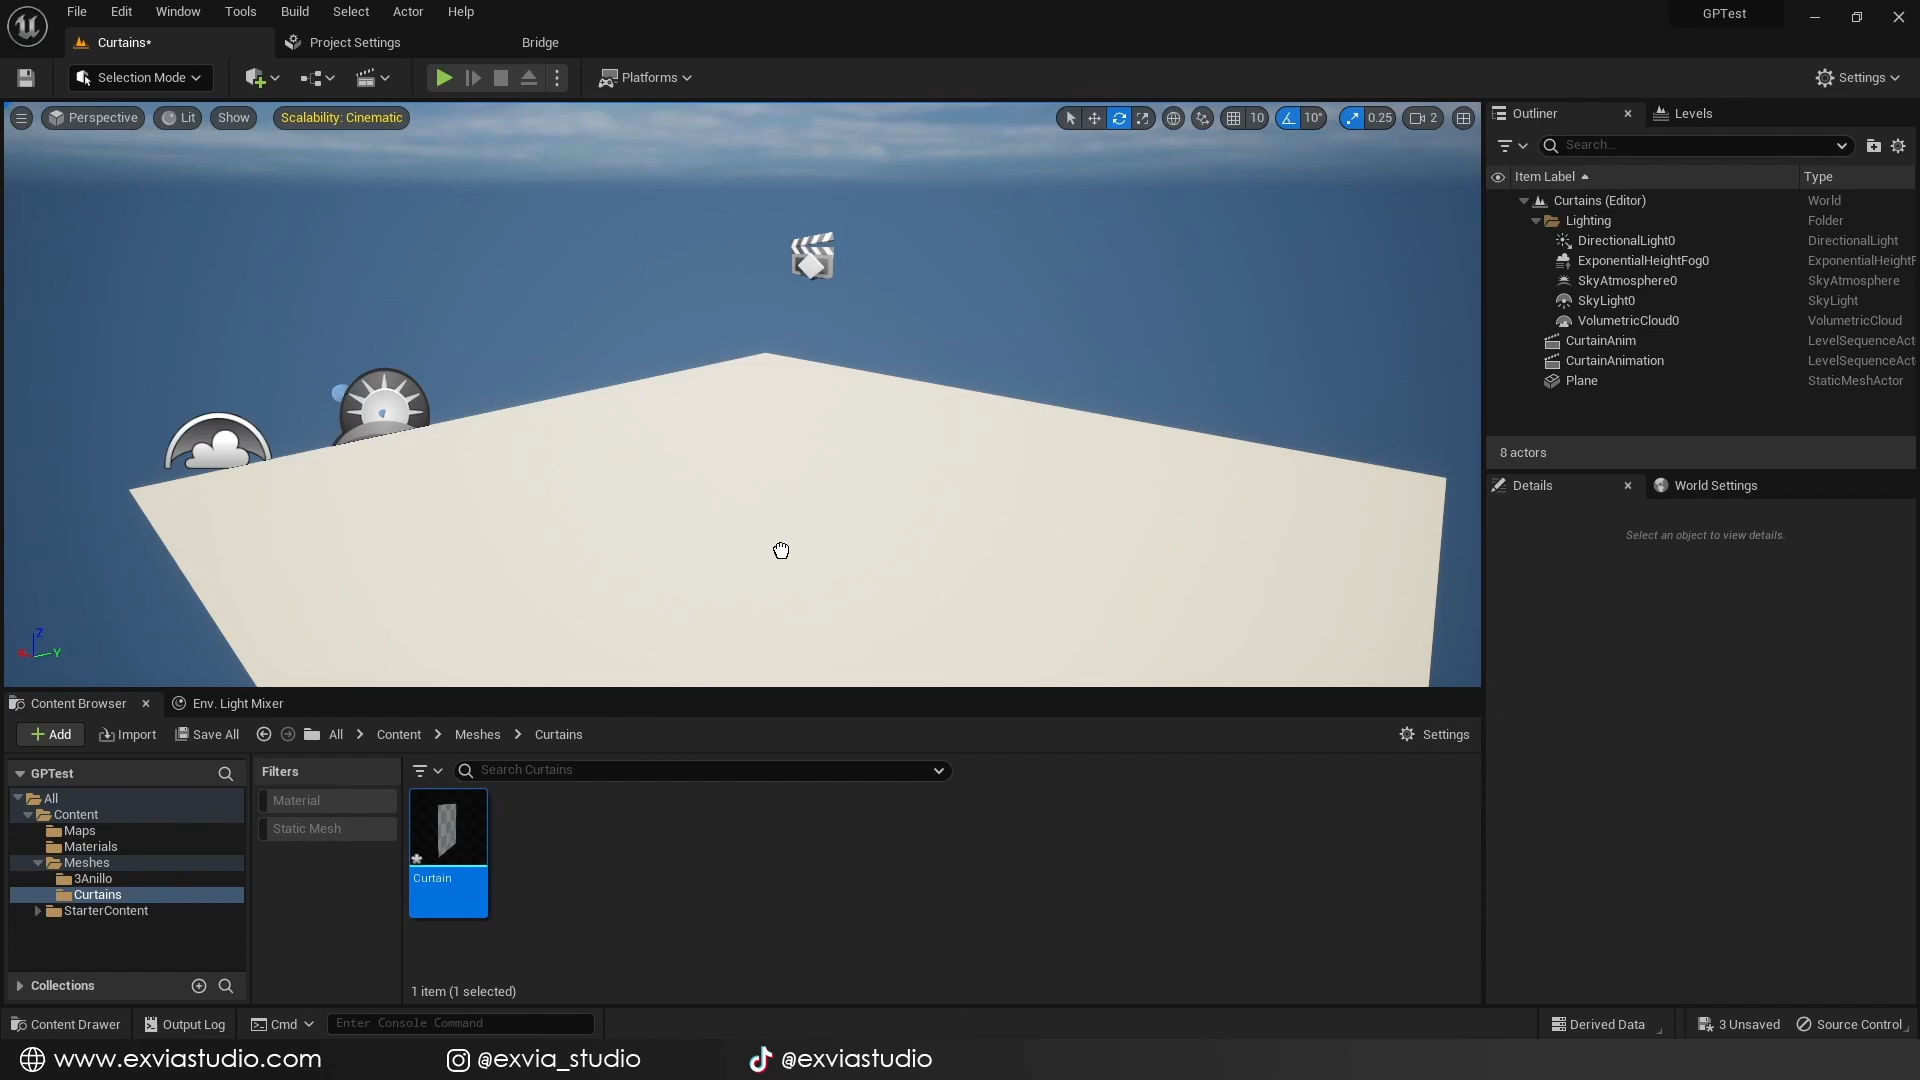 File Edit Window Tools Build Select Actor Help
GPTest
Curtains*
Project Settings
Bridge
Selection Mode
Platforms
Settings
Perspective
Lit
Show
Scalability: Cinematic
10
10°
0.25
2
Outliner
Levels
Search...
Item Label
Type
Curtains (Editor)
World
Lighting
Folder
DirectionalLight0
DirectionalLight
ExponentialHeightFog0
ExponentialHeightF
SkyAtmosphere0
SkyAtmosphere
SkyLight0
SkyLight
VolumetricCloud0
VolumetricCloud
CurtainAnim
LevelSequenceAct
CurtainAnimation
LevelSequenceAct
Plane
StaticMeshActor
8 actors
Details
World Settings
Select an object to view details.
Z
Y
Content Browser
Env. Light Mixer
Add
Import
Save All
All
Content
Meshes
Curtains
Settings
GPTest
All
Content
Maps
Materials
Meshes
3Anillo
Curtains
StarterContent
Collections
Filters
Material
Static Mesh
Search Curtains
Curtain
1 item (1 selected)
Content Drawer
Output Log
Cmd
Enter Console Command
Derived Data
3 Unsaved
Source Control
www.exviastudio.com
@exvia_studio
@exviastudio